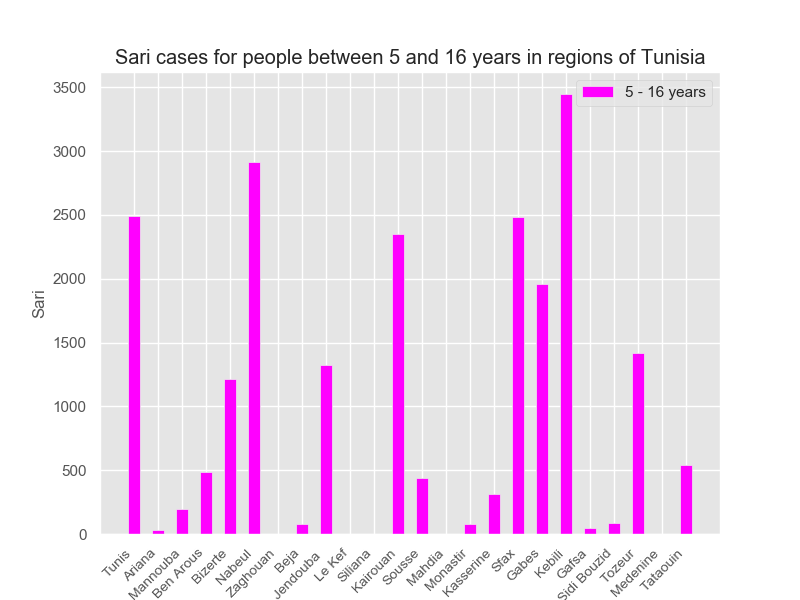 Sari cases for people between 5 and 16 years in regions of Tunisia
5 - 16 years
3500
3000
2500
2000
1500
1000
500
0
Sari
Tunis
Ariana
Mannouba
Ben Arous
Bizerte
Nabeul
Zaghouan
Beja
Jendouba
Le Kef
Siliana
Kairouan
Sousse
Mahdia
Monastir
Kasserine
Sfax
Gabes
Kebili
Gafsa
Sidi Bouzid
Tozeur
Medenine
Tataouin